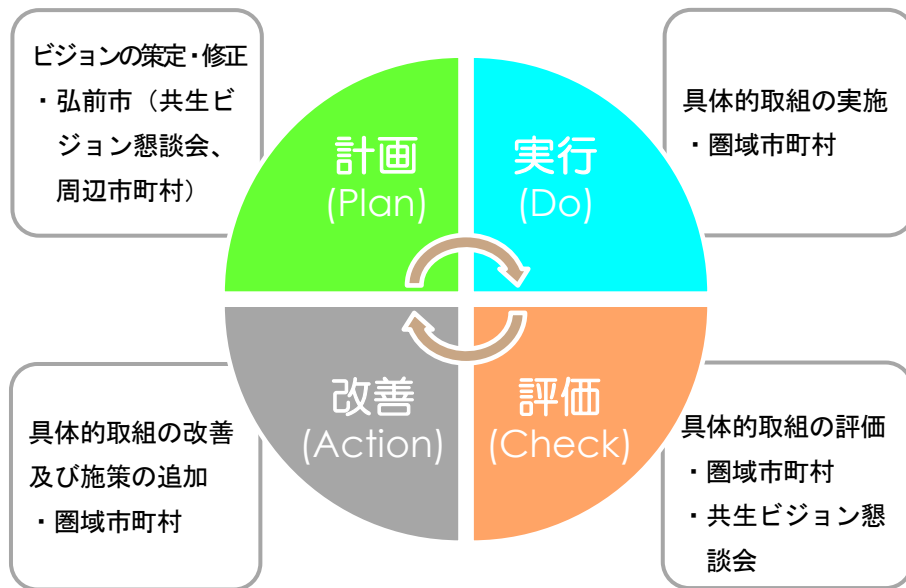 ビジョンの策定・修正
・弘前市（共生ビ
ジョン懇談会、
周辺市町村）
計画
(Plan)
実行
(Do)
具体的取組の実施
・圏域市町村
具体的取組の改善
及び施策の追加
・圏域市町村
改善
(Action)
評価
(Check)
具体的取組の評価
・圏域市町村
・共生ビジョン懇
談会